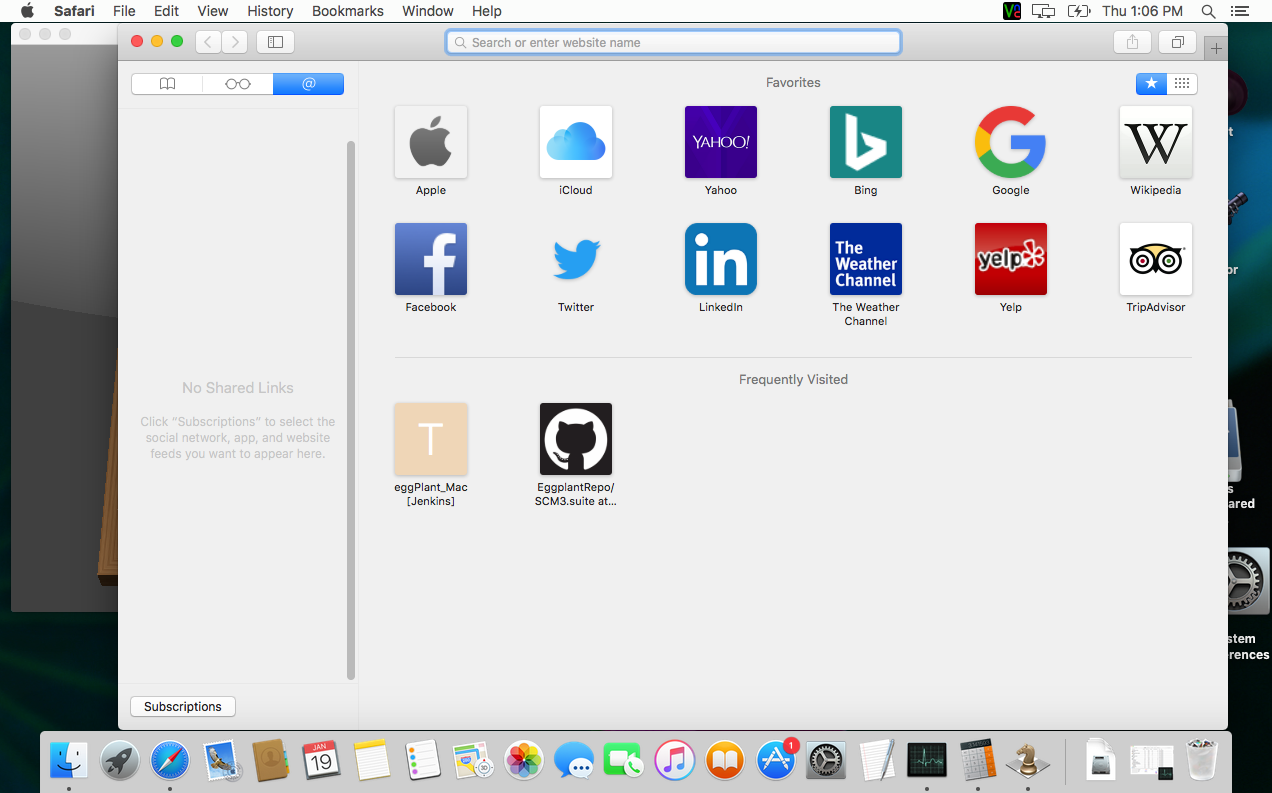 Safari File Edit View History Bookmarks Window Help
Thu 1:06 PM
Search or enter website name
@
Favorites
Apple
iCloud
YAHOO!
Yahoo
Bing
Google
W
Wikipedia
Facebook
Twitter
in
LinkedIn
The
Weather
Channel
The Weather
Channel
yelp
Yelp
TripAdvisor
No Shared Links
Click “Subscriptions” to select the
social network, app, and website
feeds you want to appear here.
Frequently Visited
T
eggPlant_Mac
[Jenkins]
EggplantRepo/
SCM3.suite at...
Subscriptions
t
or
s
ared
stem
rences
JAN
19
1